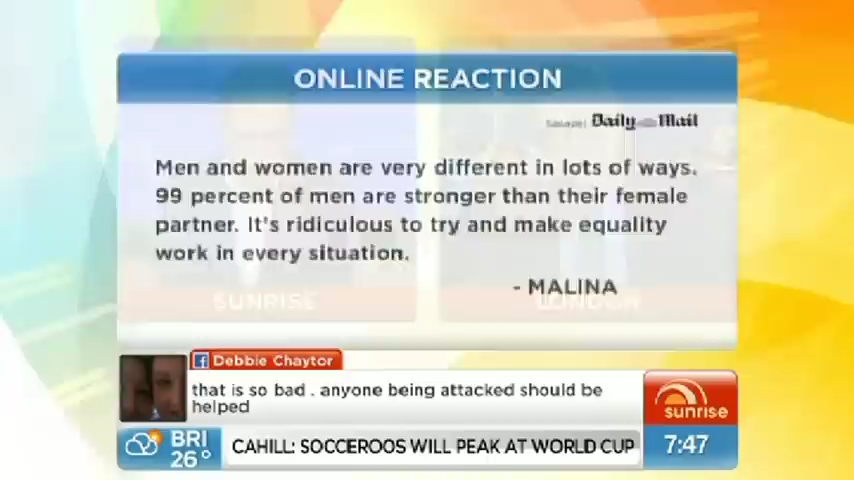 ONLINE REACTION
Source: Daily Mail
Men and women are very different in lots of ways.
99 percent of men are stronger than their female
partner. It's ridiculous to try and make equality
work in every situation.
- MALINA
SUNRISE
LONDON
f Debbie Chaytor
that is so bad . anyone being attacked should be
helped
sunrise
BRI
26°
CAHILL: SOCCEROOS WILL PEAK AT WORLD CUP
7:47